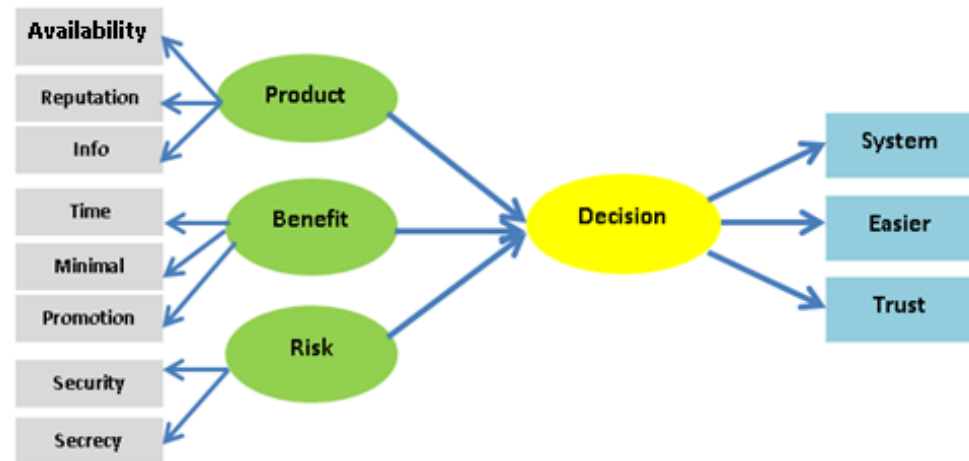 Availability
Reputation
Info
Time
Minimal
Promotion
Security
Secrecy
Product
Benefit
Risk
Decision
System
Easier
Trust